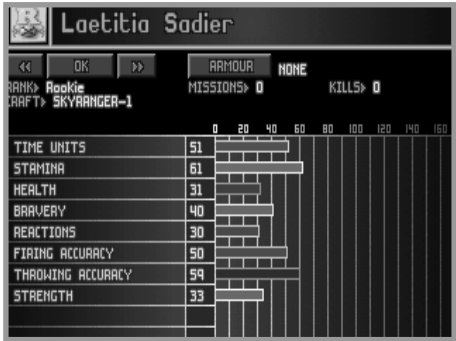 Laetitia Sadier
<< OK >> ARMOUR NONE
RANK> Rookie MISSIONS> 0 KILLS> 0
CRAFT> SKYRANGER-1
0 20 40 60 80 100 120 140 160
TIME UNITS 51
STAMINA 61
HEALTH 31
BRAVERY 40
REACTIONS 30
FIRING ACCURACY 50
THROWING ACCURACY 59
STRENGTH 33